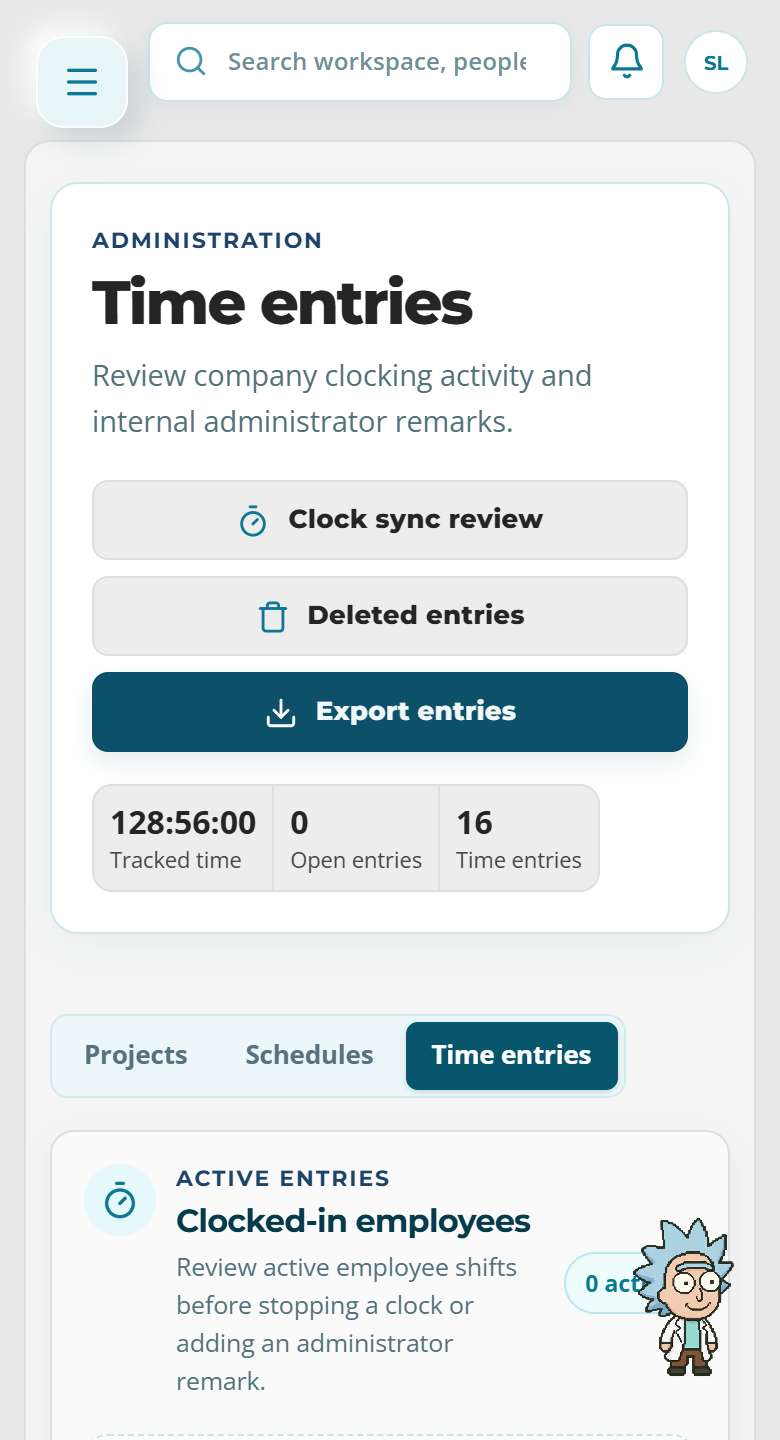 Search workspace, people
SL
ADMINISTRATION
Time entries
Review company clocking activity and
internal administrator remarks.
Clock sync review
Deleted entries
Export entries
128:56:00
Tracked time
0
Open entries
16
Time entries
Projects
Schedules
Time entries
ACTIVE ENTRIES
Clocked-in employees
Review active employee shifts
before stopping a clock or
adding an administrator
remark.
0 act